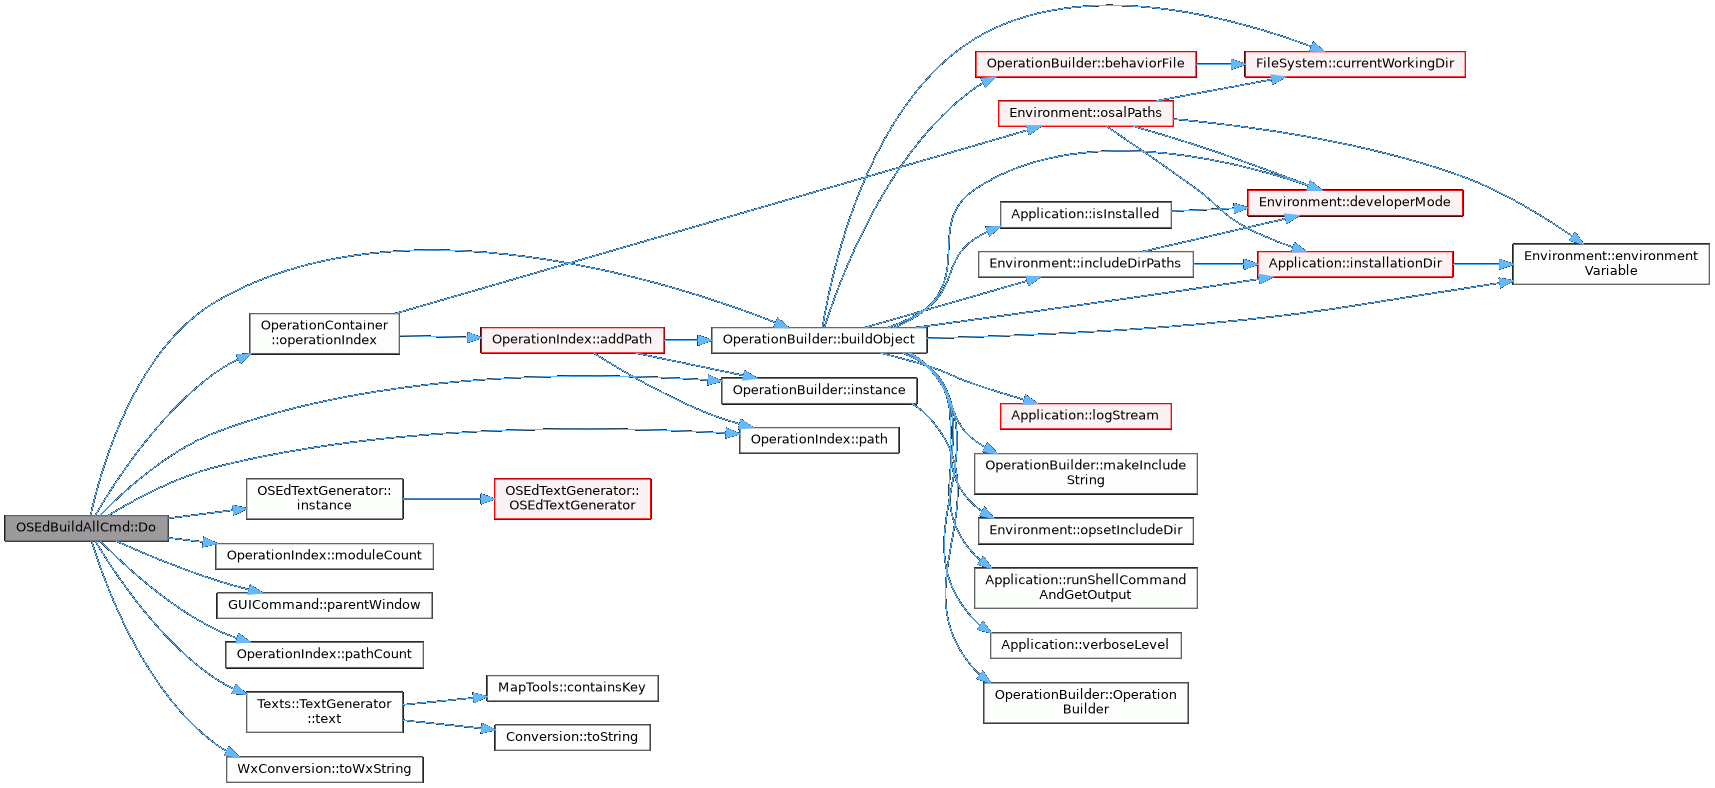 OSEdBuildAllCmd::Do
OperationContainer
::operationIndex
OperationIndex::addPath
OperationBuilder::buildObject
OperationBuilder::behaviorFile
FileSystem::currentWorkingDir
Environment::osalPaths
Environment::developerMode
Application::isInstalled
Environment::includeDirPaths
Application::installationDir
Environment::environment
Variable
OperationBuilder::instance
OperationIndex::path
Application::logStream
OperationBuilder::makeInclude
String
Environment::opsetIncludeDir
Application::runShellCommand
AndGetOutput
Application::verboseLevel
OperationBuilder::Operation
Builder
OSEdTextGenerator::
instance
OSEdTextGenerator::
OSEdTextGenerator
OperationIndex::moduleCount
GUICommand::parentWindow
OperationIndex::pathCount
Texts::TextGenerator
::text
MapTools::containsKey
Conversion::toString
WxConversion::toWxString